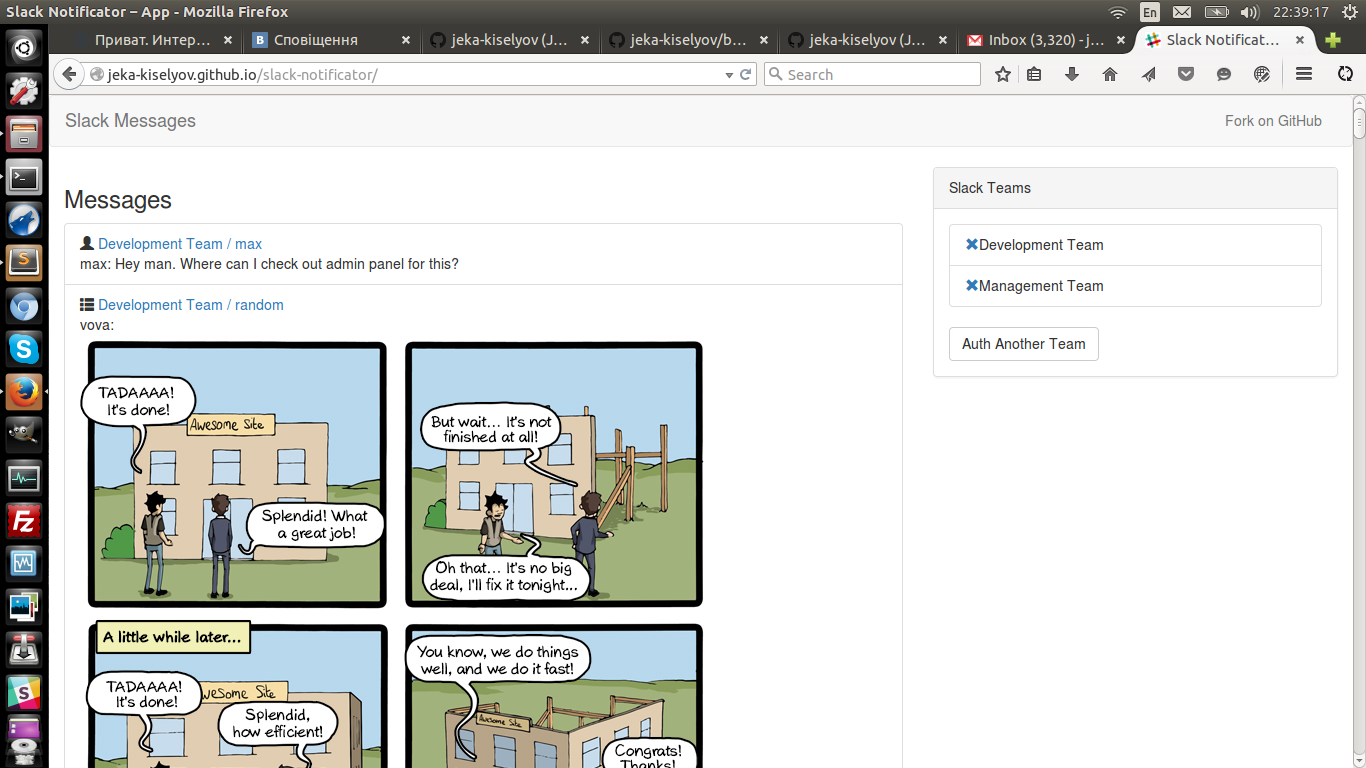 Slack Notificator – App - Mozilla Firefox
En
22:39:17
Приват. Интер…
Сповіщення
jeka-kiselyov (J…
jeka-kiselyov/b…
jeka-kiselyov (J…
Inbox (3,320) - j…
Slack Notificat…
jeka-kiselyov.github.io/slack-notificator/
Search
Slack Messages
Fork on GitHub
Messages
Development Team / max
max: Hey man. Where can I check out admin panel for this?
Development Team / random
vova:
TADAAAA!
It's done!
Awesome Site
Splendid! What
a great job!
But wait... It's not
finished at all!
Oh that... It's no big
deal, I'll fix it tonight...
A little while later...
TADAAAA!
It's done!
weSome Site
Splendid,
how efficient!
You know, we do things
well, and we do it fast!
Awesome Site
Congrats!
Thanks!
Slack Teams
Development Team
Management Team
Auth Another Team